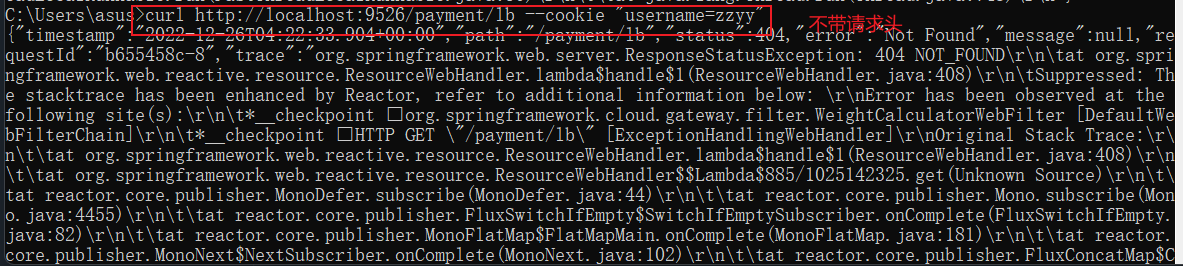 C:\Users\asus>curl http://localhost:9526/payment/lb --cookie "username=zzyy"
不带请求头
{"timestamp":"2022-12-26T04:22:33.904+00:00","path":"/payment/lb","status":404,"error":"Not Found","message":null,"re
questId":"b655458c-8","trace":"org.springframework.web.server.ResponseStatusException: 404 NOT_FOUND\r\n\tat org.spri
ngframework.web.reactive.resource.ResourceWebHandler.lambda$handle$1(ResourceWebHandler.java:408)\r\n\tSuppressed: Th
e stacktrace has been enhanced by Reactor, refer to additional information below: \r\nError has been observed at the
following site(s):\r\n\t*__checkpoint □org.springframework.cloud.gateway.filter.WeightCalculatorWebFilter [DefaultWe
bFilterChain]\r\n\t*__checkpoint □HTTP GET \"/payment/lb\" [ExceptionHandlingWebHandler]\r\nOriginal Stack Trace:\r\
n\t\tat org.springframework.web.reactive.resource.ResourceWebHandler.lambda$handle$1(ResourceWebHandler.java:408)\r\n
\t\tat org.springframework.web.reactive.resource.ResourceWebHandler$$Lambda$885/1025142325.get(Unknown Source)\r\n\t\
tat reactor.core.publisher.MonoDefer.subscribe(MonoDefer.java:44)\r\n\t\tat reactor.core.publisher.Mono.subscribe(Mon
o.java:4455)\r\n\t\tat reactor.core.publisher.FluxSwitchIfEmpty$SwitchIfEmptySubscriber.onComplete(FluxSwitchIfEmpty.
java:82)\r\n\t\tat reactor.core.publisher.MonoFlatMap$FlatMapMain.onComplete(MonoFlatMap.java:181)\r\n\t\tat reactor.
core.publisher.MonoNext$NextSubscriber.onComplete(MonoNext.java:102)\r\n\t\tat reactor.core.publisher.FluxConcatMap$C